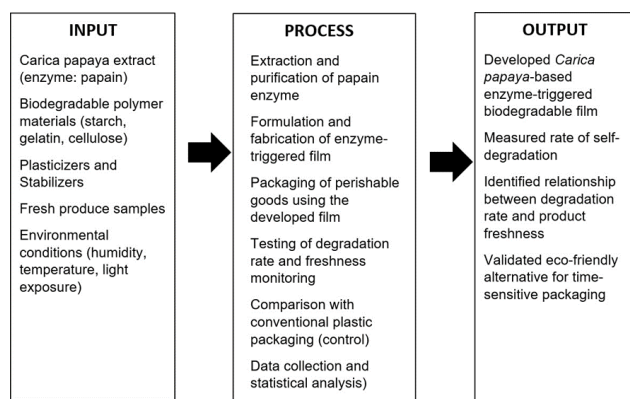 INPUT
Carica papaya extract
(enzyme: papain)
Biodegradable polymer
materials (starch,
gelatin, cellulose)
Plasticizers and
Stabilizers
Fresh produce samples
Environmental
conditions (humidity,
temperature, light
exposure)
PROCESS
Extraction and
purification of papain
enzyme
Formulation and
fabrication of enzyme-
triggered film
Packaging of perishable
goods using the
developed film
Testing of degradation
rate and freshness
monitoring
Comparison with
conventional plastic
packaging (control)
Data collection and
statistical analysis)
OUTPUT
Developed Carica
papaya-based
enzyme-triggered
biodegradable film
Measured rate of self-
degradation
Identified relationship
between degradation
rate and product
freshness
Validated eco-friendly
alternative for time-
sensitive packaging